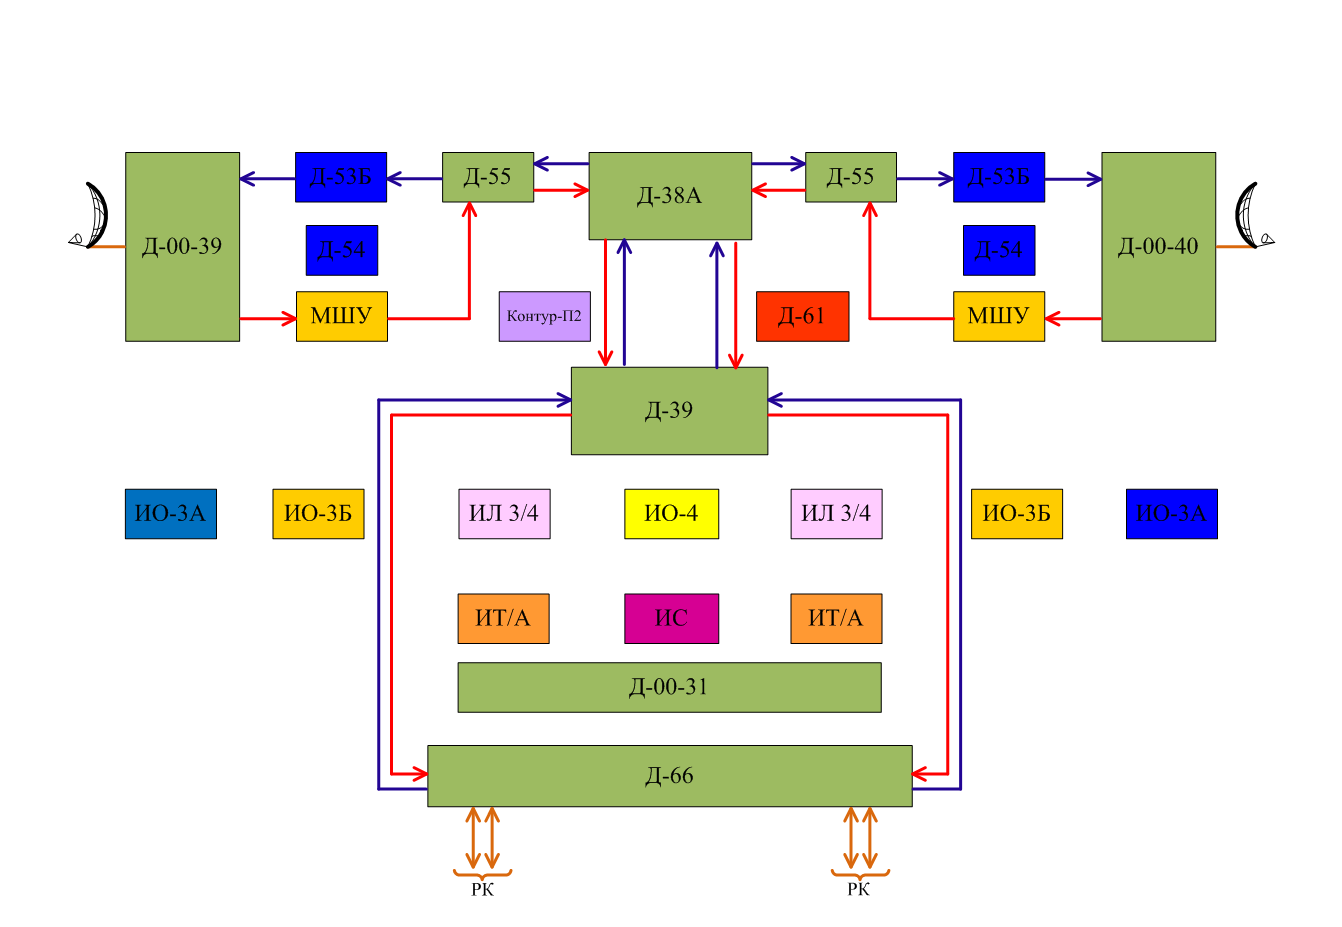 Д-53Б
Д-55
Д-38А
Д-55
Д-53Б
Д-00-39
Д-54
Д-54
Д-00-40
МШУ
Контур-П2
Д-61
МШУ
Д-39
ИО-3А
ИО-3Б
ИЛ 3/4
ИО-4
ИЛ 3/4
ИО-3Б
ИО-3А
ИТ/А
ИС
ИТ/А
Д-00-31
Д-66
РК
РК